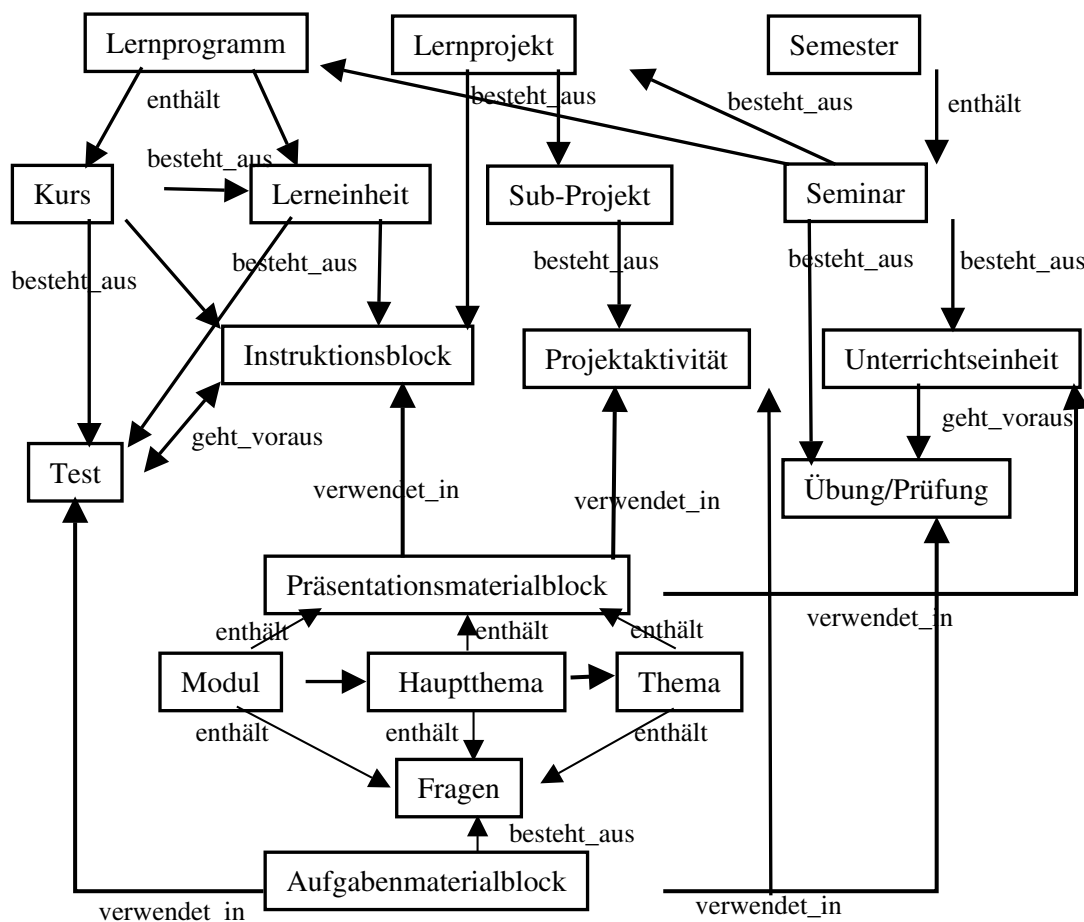 Lernprogramm
Lernprojekt
Semester
enthält
besteht_aus
besteht_aus
enthält
besteht_aus
Kurs
Lerneinheit
Sub-Projekt
Seminar
besteht_aus
besteht_aus
besteht_aus
besteht_aus
besteht_aus
Instruktionsblock
Projektaktivität
Unterrichtseinheit
geht_voraus
geht_voraus
Test
Übung/Prüfung
verwendet_in
verwendet_in
Präsentationsmaterialblock
verwendet_in
enthält
enthält
enthält
Modul
Hauptthema
Thema
enthält
enthält
enthält
Fragen
besteht_aus
Aufgabenmaterialblock
verwendet_in
verwendet_in